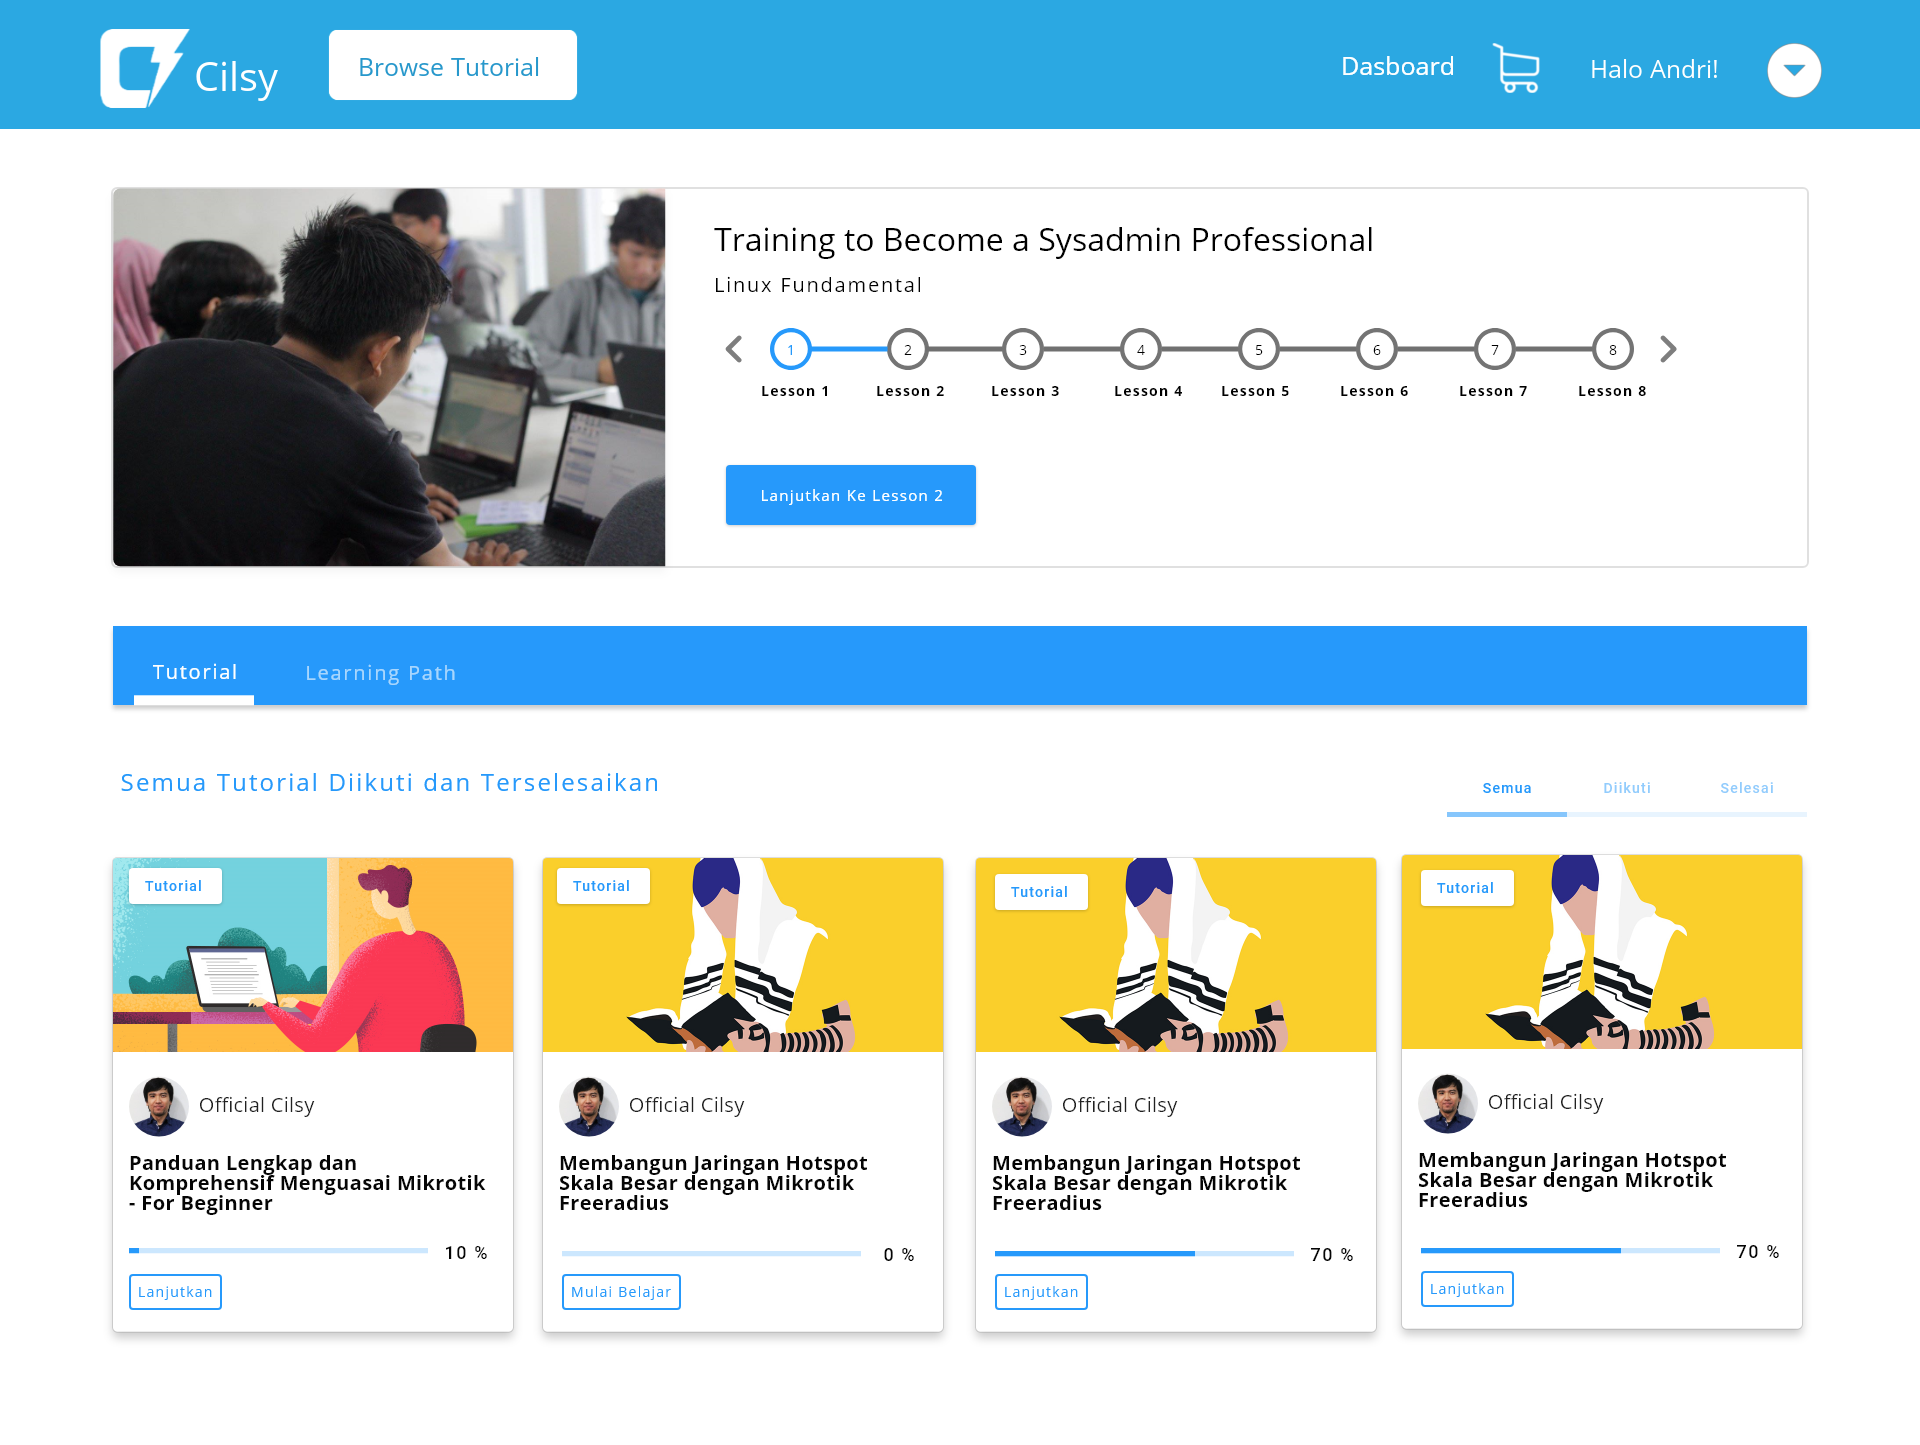 Cilsy
Browse Tutorial
Dasboard
Halo Andri!
Training to Become a Sysadmin Professional
Linux Fundamental
1 2 3 4 5 6 7 8
Lesson 1 Lesson 2 Lesson 3 Lesson 4 Lesson 5 Lesson 6 Lesson 7 Lesson 8
Lanjutkan Ke Lesson 2
Tutorial Learning Path
Semua Tutorial Diikuti dan Terselesaikan
Semua Diikuti Selesai
Tutorial
Official Cilsy
Panduan Lengkap dan
Komprehensif Menguasai Mikrotik
- For Beginner
10 %
Lanjutkan
Tutorial
Official Cilsy
Membangun Jaringan Hotspot
Skala Besar dengan Mikrotik
Freeradius
0 %
Mulai Belajar
Tutorial
Official Cilsy
Membangun Jaringan Hotspot
Skala Besar dengan Mikrotik
Freeradius
70 %
Lanjutkan
Tutorial
Official Cilsy
Membangun Jaringan Hotspot
Skala Besar dengan Mikrotik
Freeradius
70 %
Lanjutkan